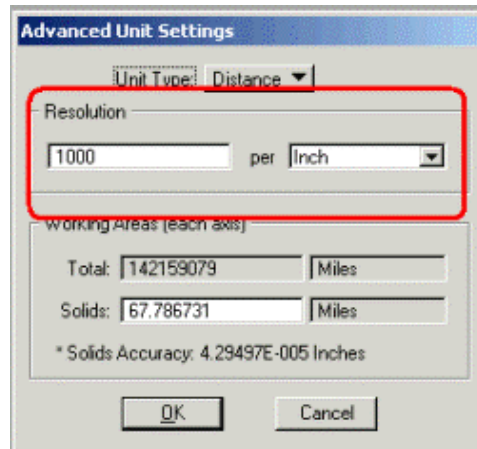 Advanced Unit Settings
Unit Type: Distance
Resolution
1000 per Inch
Working Areas (each axis)
Total: 142159079 Miles
Solids: 67.786731 Miles
* Solids Accuracy: 4.29497E-005 Inches
OK Cancel